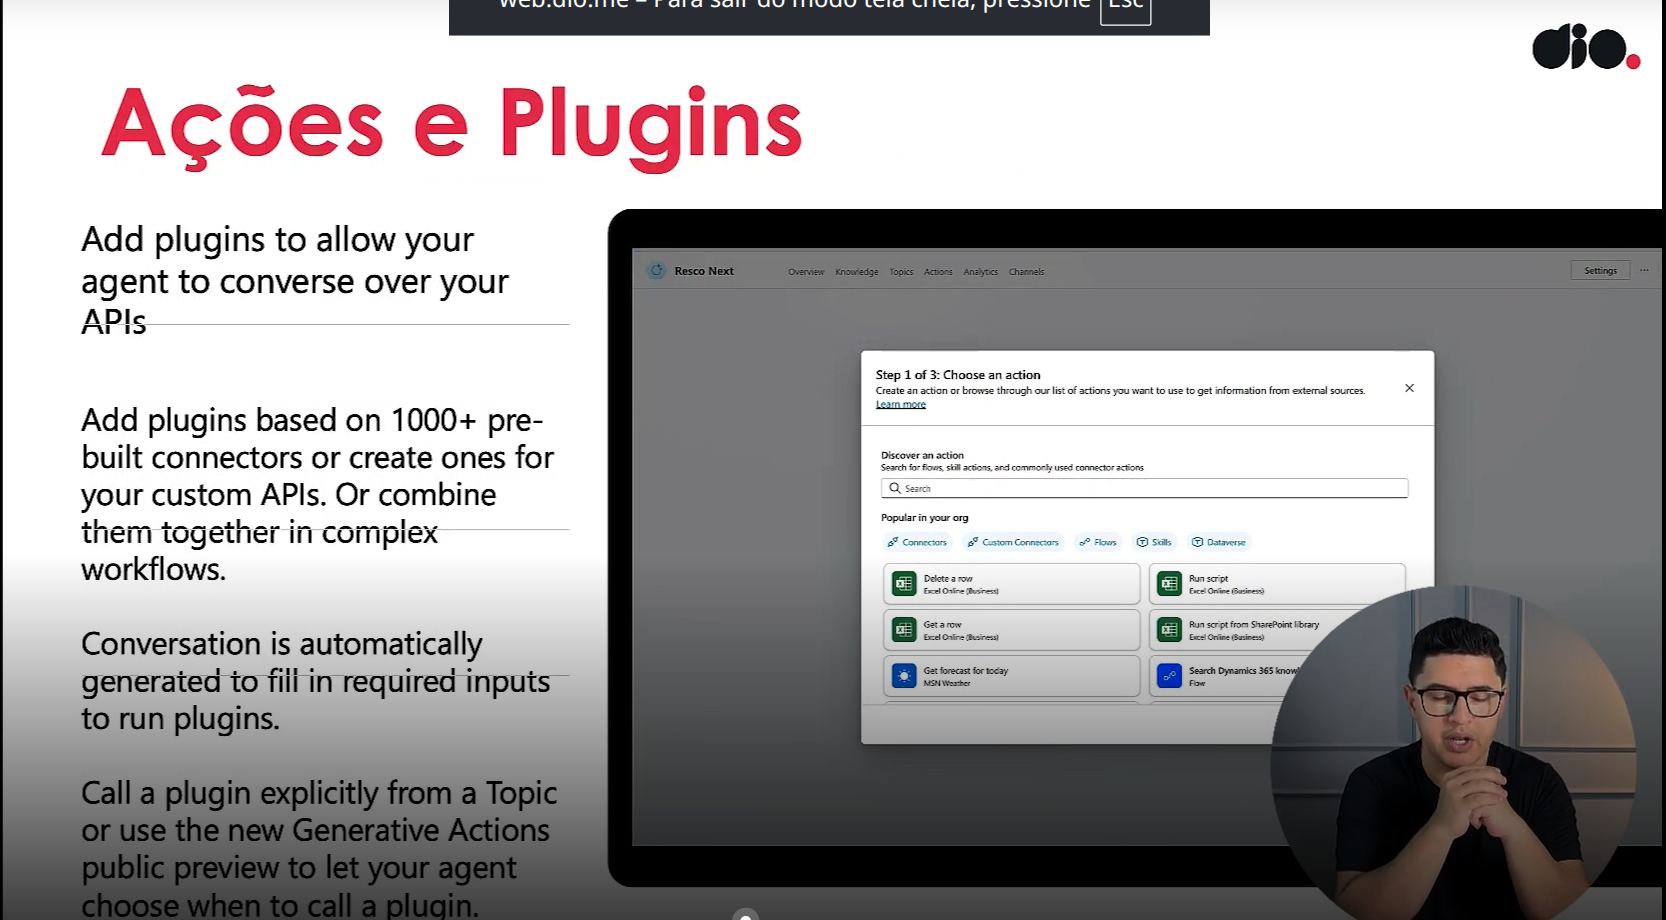 web.dio.me – Para sair do modo tela cheia, pressione Esc
dio.
Ações e Plugins
Add plugins to allow your
agent to converse over your
APIs
Add plugins based on 1000+ pre-
built connectors or create ones for
your custom APIs. Or combine
them together in complex
workflows.
Conversation is automatically
generated to fill in required inputs
to run plugins.
Call a plugin explicitly from a Topic
or use the new Generative Actions
public preview to let your agent
choose when to call a plugin.
Resco Next Overview Knowledge Topics Actions Analytics Channels Settings ...
Step 1 of 3: Choose an action
Create an action or browse through our list of actions you want to use to get information from external sources.
Learn more
Discover an action
Search for flows, skill actions, and commonly used connector actions
Search
Popular in your org
Connectors Custom Connectors Flows Skills Dataverse
Delete a row
Excel Online (Business)
Run script
Excel Online (Business)
Get a row
Excel Online (Business)
Run script from SharePoint library
Excel Online (Business)
Get forecast for today
MSN Weather
Search Dynamics 365
Flow